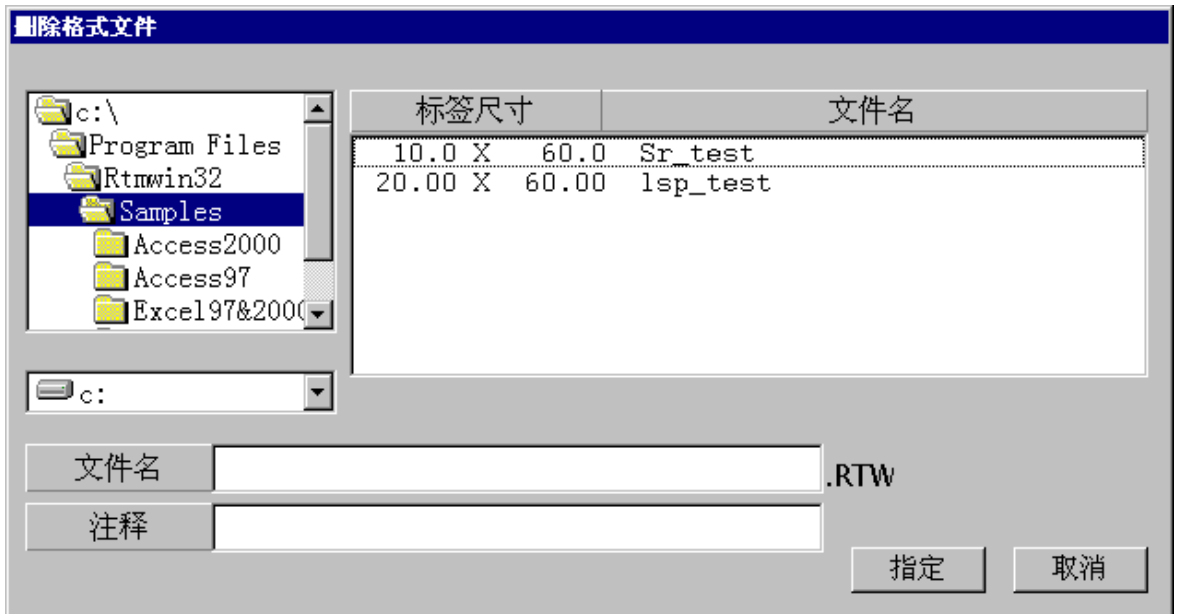 删除格式文件
c:\
Program Files
Rtmwin32
Samples
Access2000
Access97
Excel97&200
c:
标签尺寸 文件名
10.0 X 60.0 Sr_test
20.00 X 60.00 lsp_test
文件名 .RTW
注释
指定 取消